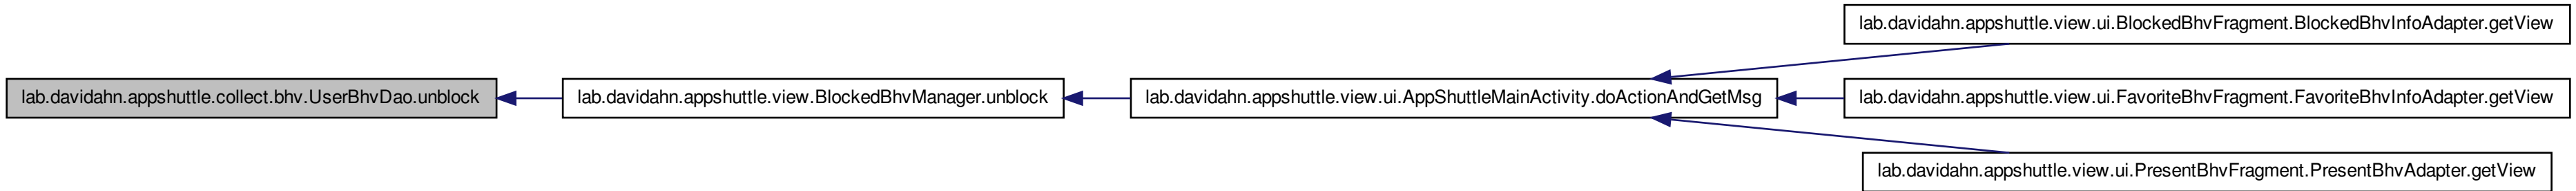 lab.davidahn.appshuttle.view.ui.BlockedBhvFragment.BlockedBhvInfoAdapter.getView
lab.davidahn.appshuttle.collect.bhv.UserBhvDao.unblock
lab.davidahn.appshuttle.view.BlockedBhvManager.unblock
lab.davidahn.appshuttle.view.ui.AppShuttleMainActivity.doActionAndGetMsg
lab.davidahn.appshuttle.view.ui.FavoriteBhvFragment.FavoriteBhvInfoAdapter.getView
lab.davidahn.appshuttle.view.ui.PresentBhvFragment.PresentBhvAdapter.getView